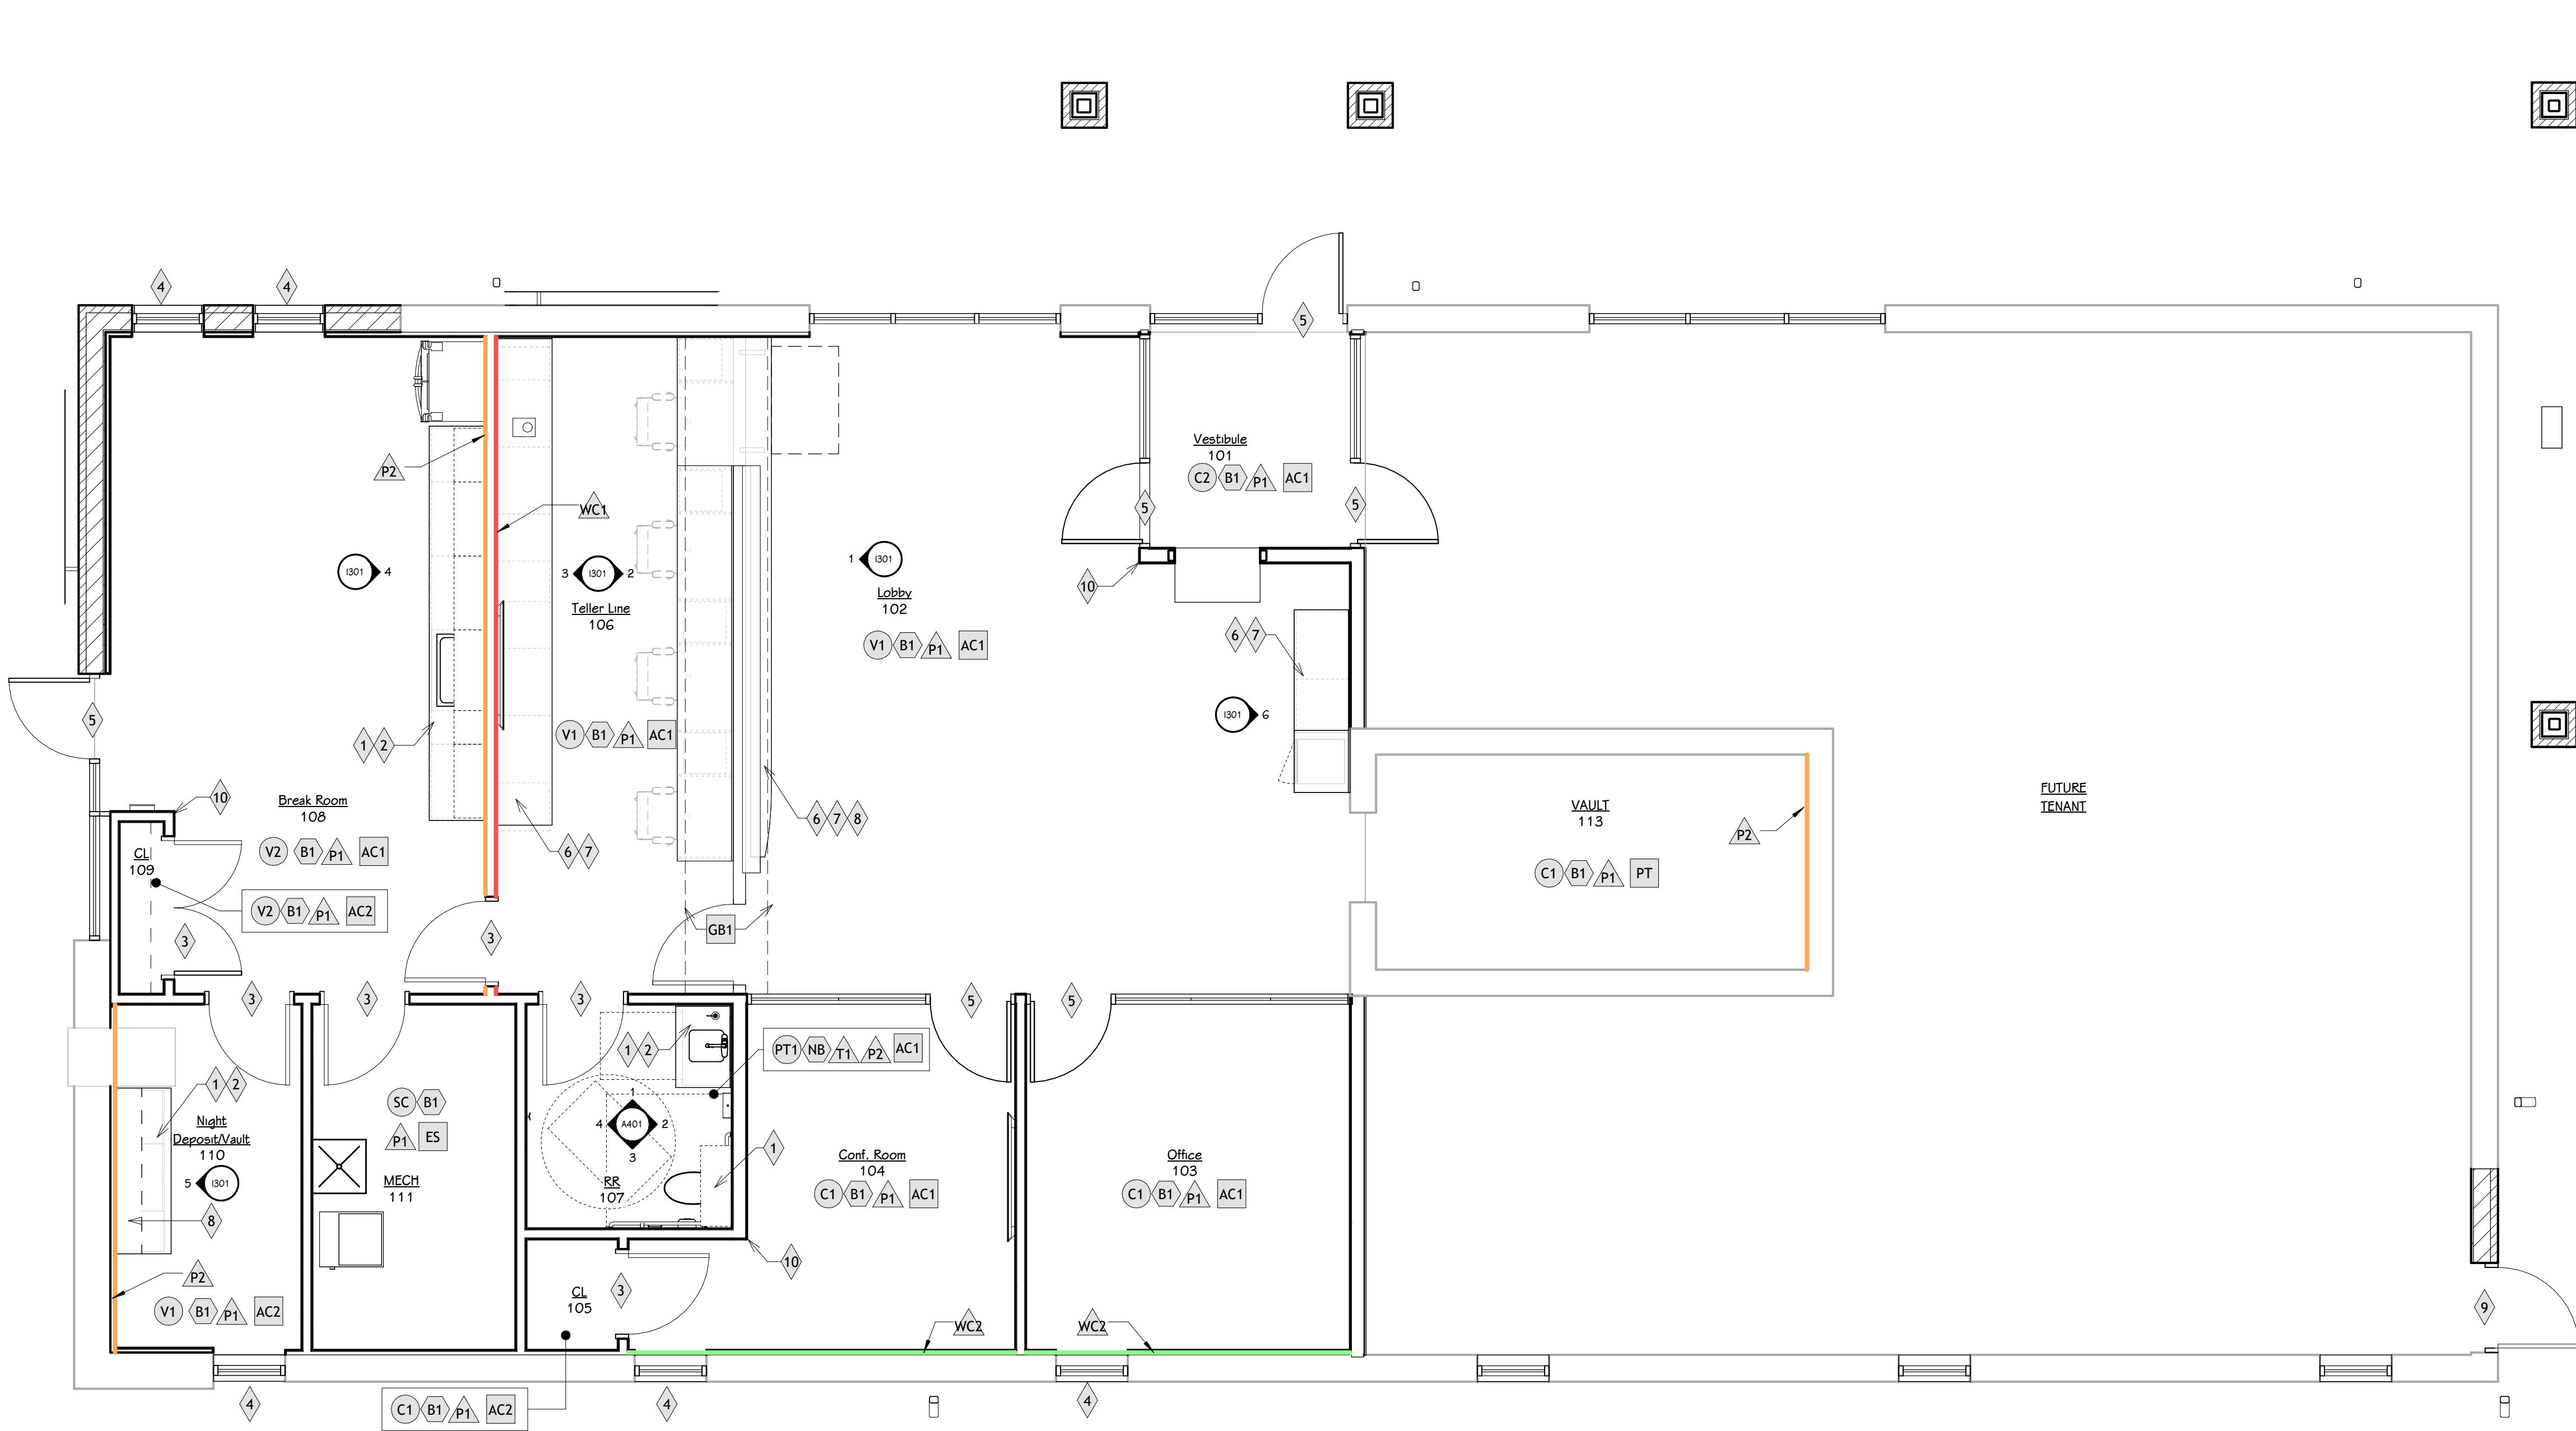 4
4
5
Vestibule
101
C2 B1 P1 AC1
P2
WC1
5
5
I301 4
3 I301 2
Teller Line
106
1 I301
Lobby
102
V1 B1 P1 AC1
10
6 7
I301 6
5
1 2
V1 B1 P1 AC1
10
Break Room
108
V2 B1 P1 AC1
6 7 8
6 7
CL
109
V2 B1 P1 AC2
3
3
GB1
VAULT
113
P2
C1 B1 P1 PT
FUTURE
TENANT
3
3
3
5
5
1 2
PT1 NB T1 P2 AC1
1 2
Night
Deposit/Vault
110
5 I301
8
P2
V1 B1 P1 AC2
SC B1
P1 ES
MECH
111
1
4 A401 2
3
RR
107
1
Conf. Room
104
C1 B1 P1 AC1
Office
103
C1 B1 P1 AC1
10
CL
105
3
WC2
WC2
9
4
C1 B1 P1 AC2
4
4